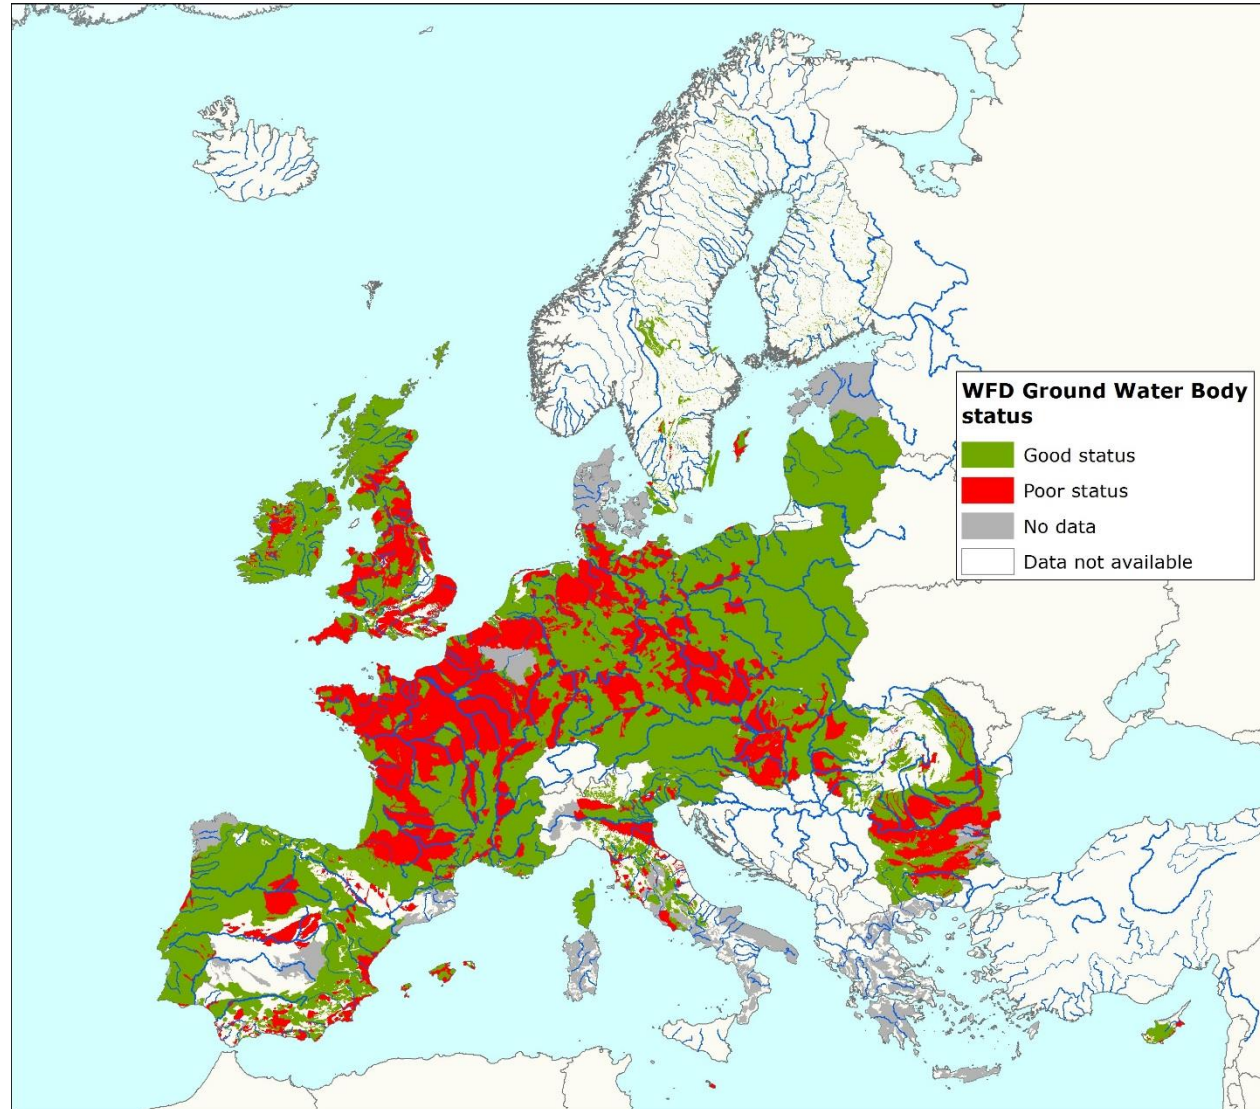 WFD Ground Water Body
status
Good status
Poor status
No data
Data not available